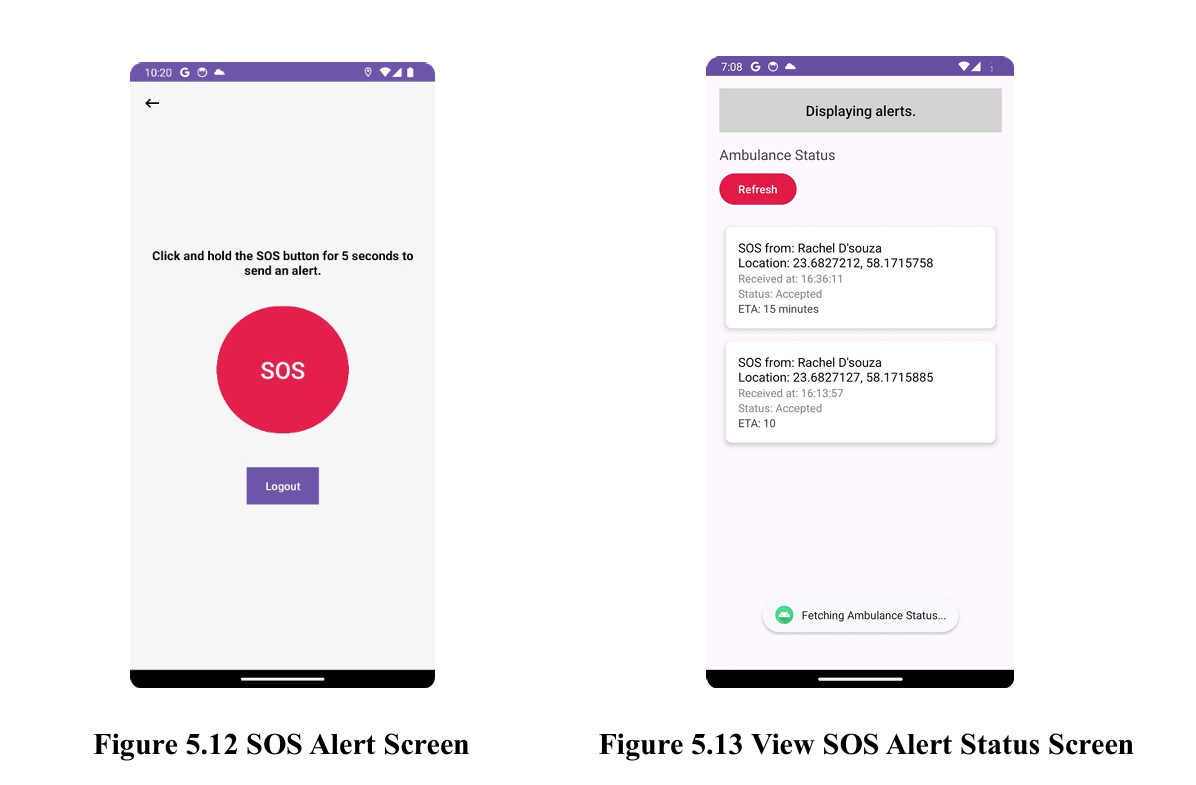 10:20
Click and hold the SOS button for 5 seconds to
send an alert.
SOS
Logout
Figure 5.12 SOS Alert Screen
7:08
Displaying alerts.
Ambulance Status
Refresh
SOS from: Rachel D'souza
Location: 23.6827212, 58.1715758
Received at: 16:36:11
Status: Accepted
ETA: 15 minutes
SOS from: Rachel D'souza
Location: 23.6827127, 58.1715885
Received at: 16:13:57
Status: Accepted
ETA: 10
Fetching Ambulance Status...
Figure 5.13 View SOS Alert Status Screen